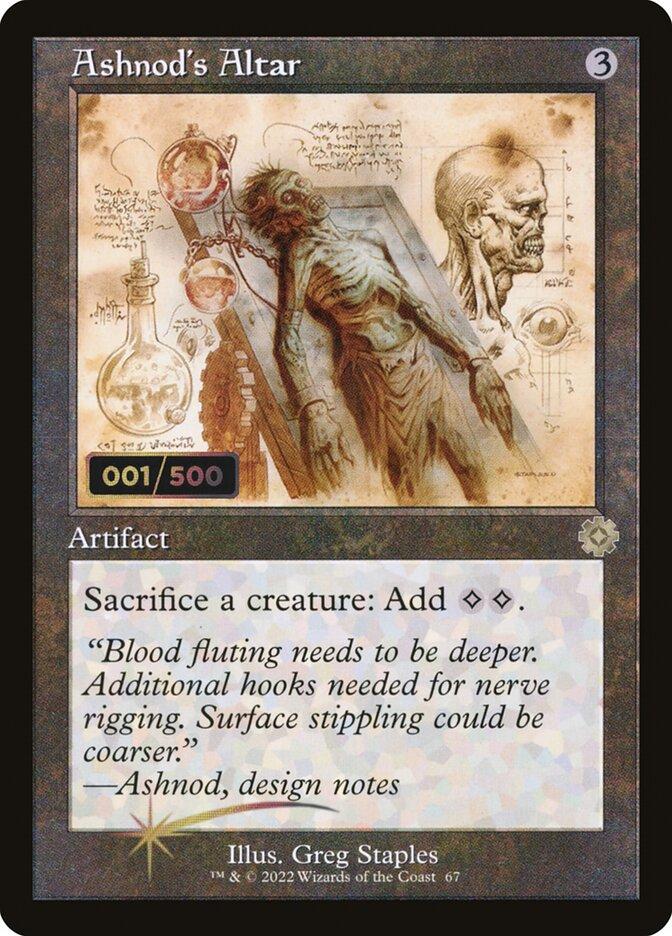 Ashnod's Altar
3
001/500
Artifact
Sacrifice a creature: Add
“Blood fluting needs to be deeper.
Additional hooks needed for nerve
rigging. Surface stippling could be
coarser.”
—Ashnod, design notes
Illus. Greg Staples
™ & © 2022 Wizards of the Coast 67